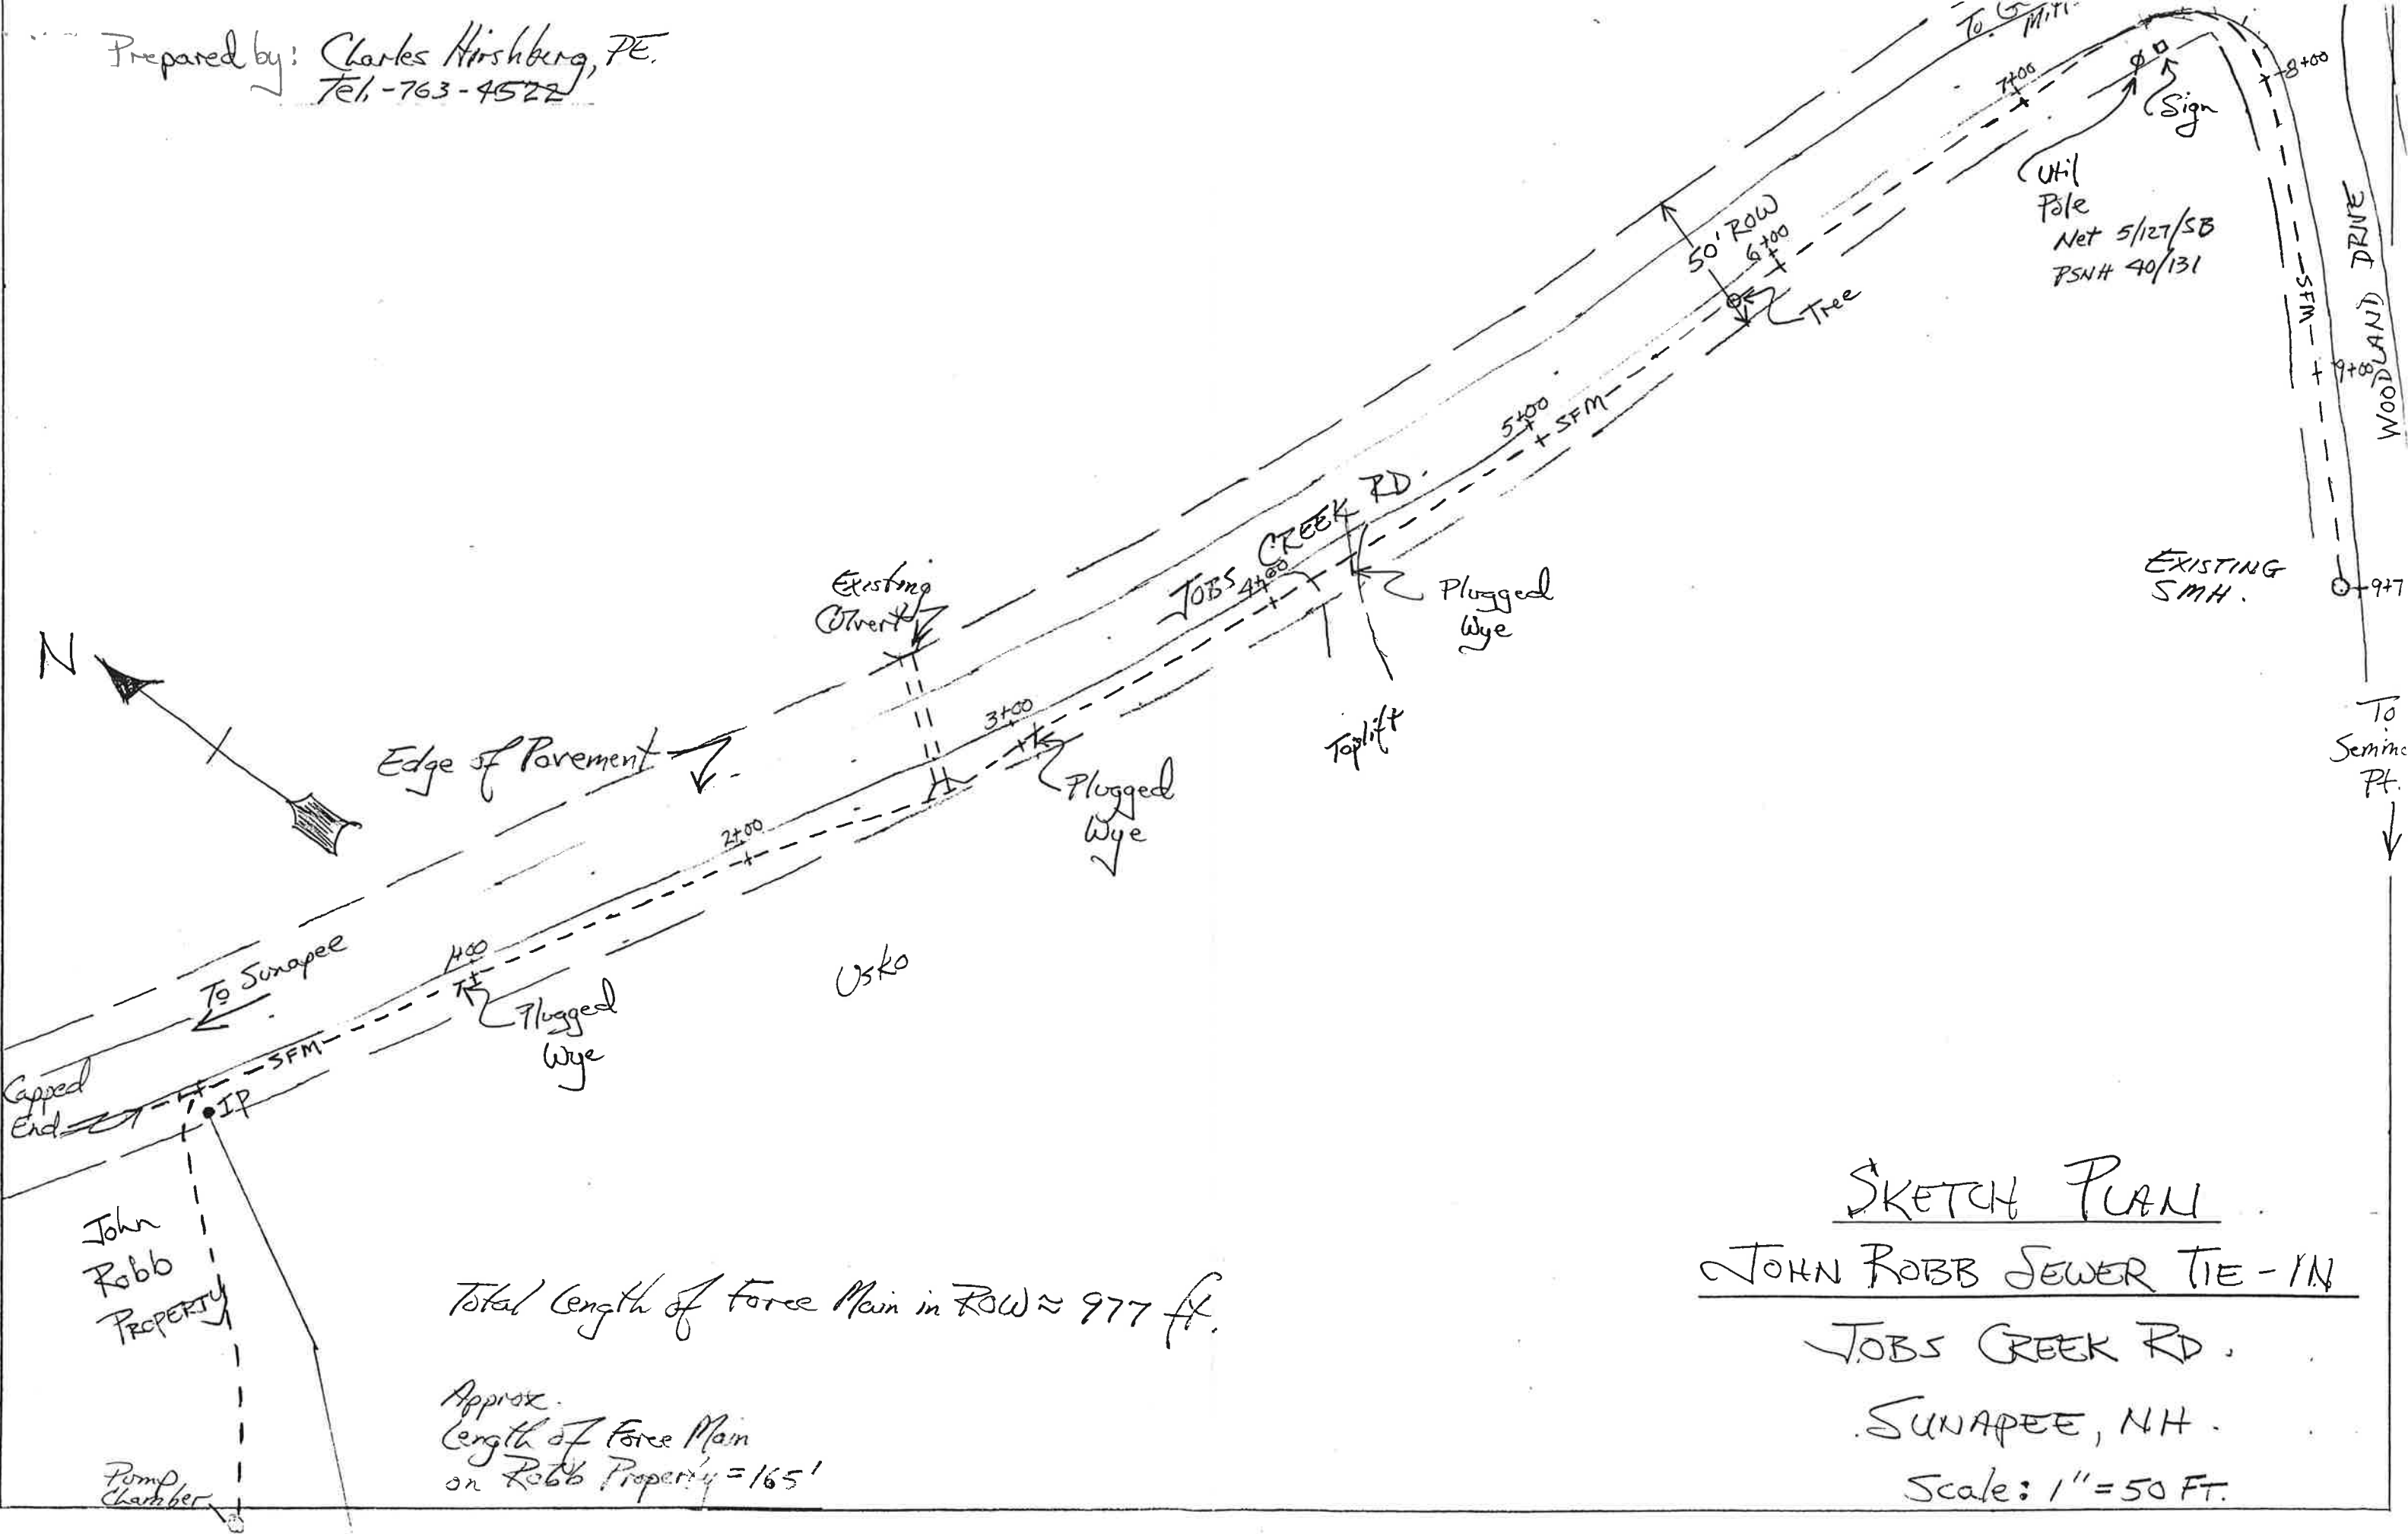 Prepared by: Charles Hirshberg, PE.
Tel.-763-4522
To
7+00
8+00
Sign
Util
Pole
Net 5/127/5B
PSNH 40/131
50' ROW
6+00
Tree
WOODLAND DRIVE
SFM
9+00
5+00
SFM
JOBS CREEK RD.
4+00
Plugged
Wye
EXISTING
SMH.
9+7
Existing
Culvert
N
3+00
Toplift
To
Pt.
Edge of Pavement
Plugged
Wye
2+00
1+00
Usko
To Sunapee
Plugged
Wye
SFM
Capped
End
IP
John
Robb
PROPERTY
Total Length of Force Main in ROW ≈ 977 ft.
Approx.
Length of Force Main
on Robb Property = 165'
Pump
Chamber
SKETCH PLAN
JOHN ROBB SEWER TIE-IN
JOBS CREEK RD.
SUNAPEE, NH.
Scale: 1" = 50 FT.